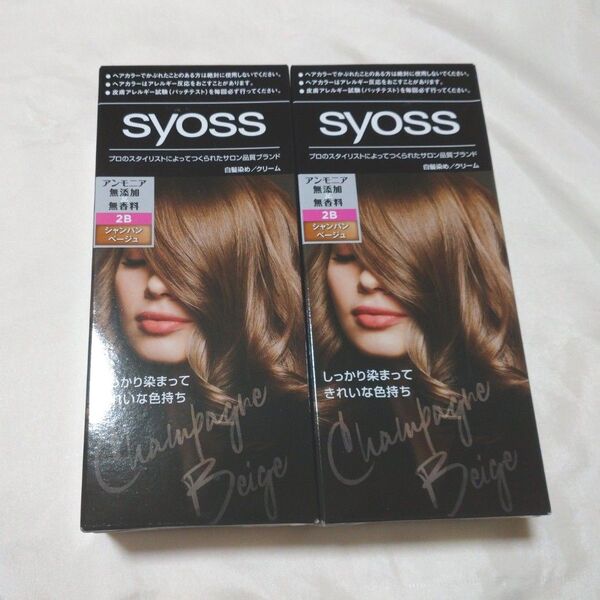 ●ヘアカラーでかぶれたことのある方は絶対に使用しないでください。
●ヘアカラーはアレルギー反応をおこすことがあります。
●皮膚アレルギー試験（パッチテスト）を毎回必ず行ってください。
syoss
プロのスタイリストによってつくられたサロン品質ブランド
白髪染め／クリーム
アンモニア
無添加
無香料
2B
シャンパン
ベージュ
しっかり染まって
きれいな色持ち
Champagne
Beige
●ヘアカラーでかぶれたことのある方は絶対に使用しないでください。
●ヘアカラーはアレルギー反応をおこすことがあります。
●皮膚アレルギー試験（パッチテスト）を毎回必ず行ってください。
syoss
プロのスタイリストによってつくられたサロン品質ブランド
白髪染め／クリーム
アンモニア
無添加
無香料
2B
シャンパン
ベージュ
しっかり染まって
きれいな色持ち
Champagne
Beige